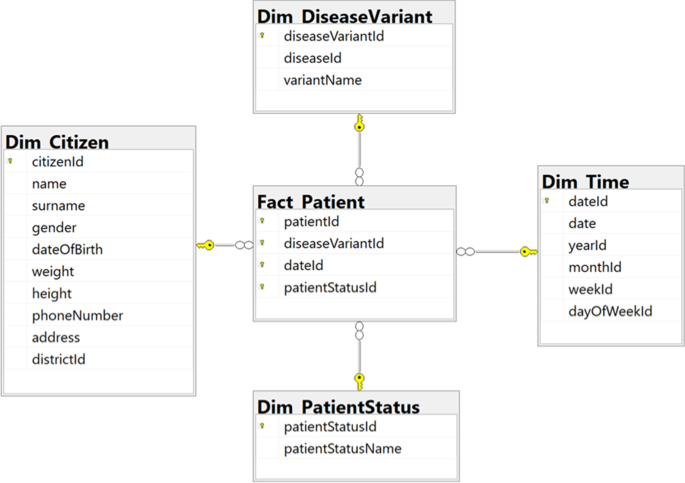 Dim_DiseaseVariant
diseaseVariantId
diseaseId
variantName
Dim_Citizen
citizenId
name
surname
gender
dateOfBirth
weight
height
phoneNumber
address
districtId
Fact_Patient
patientId
diseaseVariantId
dateId
patientStatusId
Dim_Time
dateId
date
yearId
monthId
weekId
dayOfWeekId
Dim_PatientStatus
patientStatusId
patientStatusName